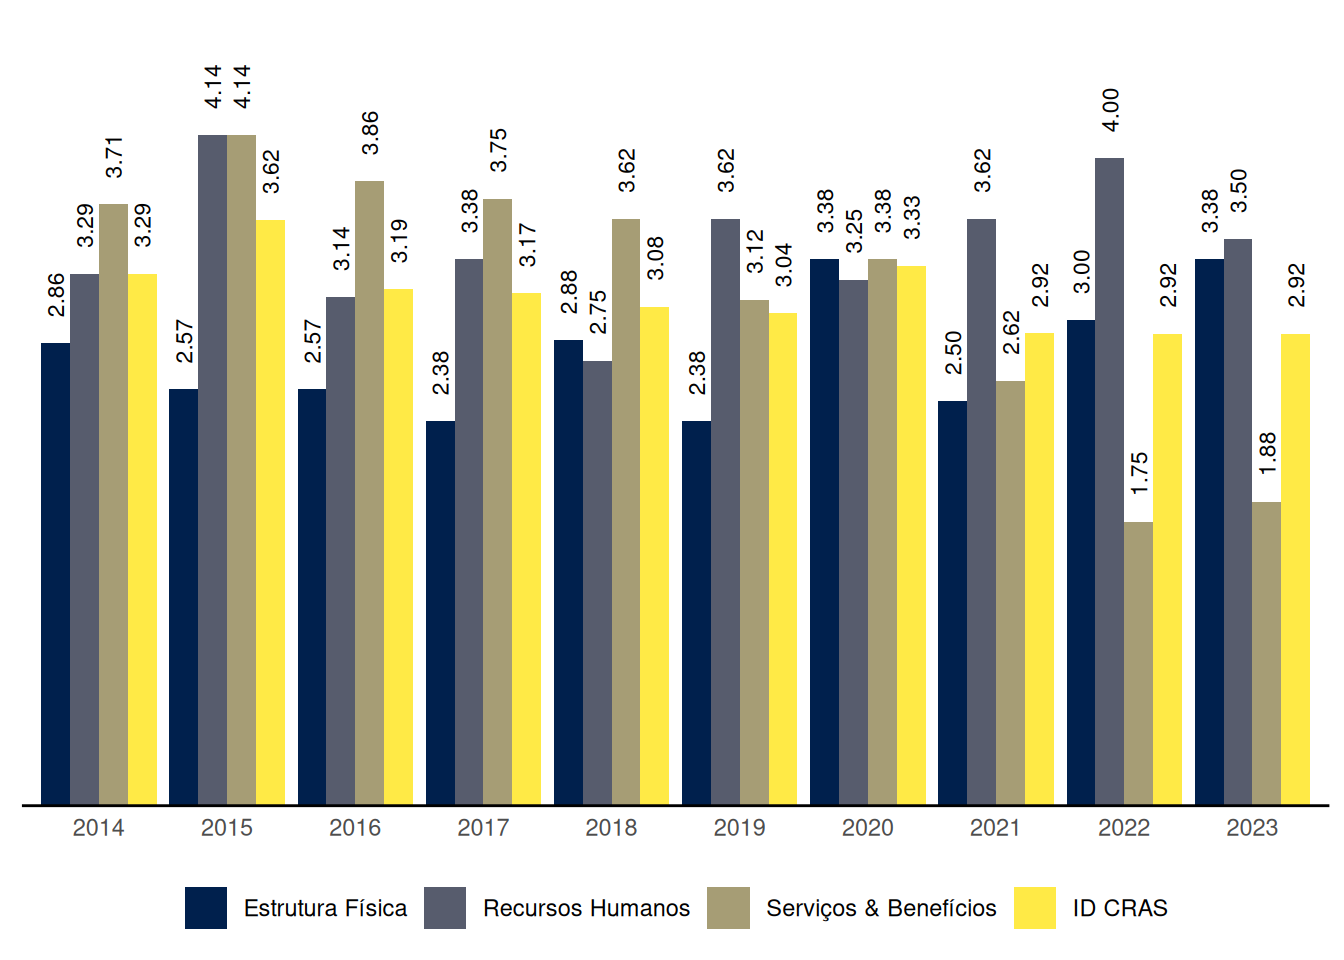 2.86 3.29 3.71 3.29
2.57 4.14 4.14 3.62
2.57 3.14 3.86 3.19
2.38 3.38 3.75 3.17
2.88 2.75 3.62 3.08
2.38 3.62 3.12 3.04
3.38 3.25 3.38 3.33
2.50 3.62 2.62 2.92
3.00 4.00 1.75 2.92
3.38 3.50 1.88 2.92
2014 2015 2016 2017 2018 2019 2020 2021 2022 2023
Estrutura Física Recursos Humanos Serviços & Benefícios ID CRAS